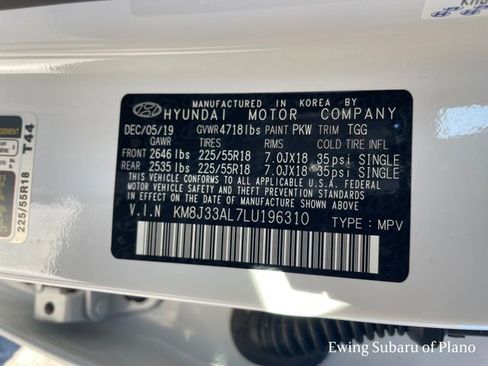 MANUFACTURED IN KOREA BY
HYUNDAI MOTOR COMPANY
DEC/05/19 GVWR4718lbs PAINT PKW TRIM TGG
GAWR TIRES RIMS COLD TIRE INFL
FRONT 2646lbs 225/55R18 7.0JX18 35psi SINGLE
REAR 2535lbs 225/55R18 7.0JX18 35psi SINGLE
THIS VEHICLE CONFORMS TO ALL APPLICABLE U.S.A. FEDERAL
MOTOR VEHICLE SAFETY AND THEFT PREVENTION STANDARDS
IN EFFECT ON THE DATE OF MANUFACTURE SHOWN ABOVE.
V.I.N KM8J33AL7LU196310 TYPE: MPV
225/55R18
T44
Ewing Subaru of Plano